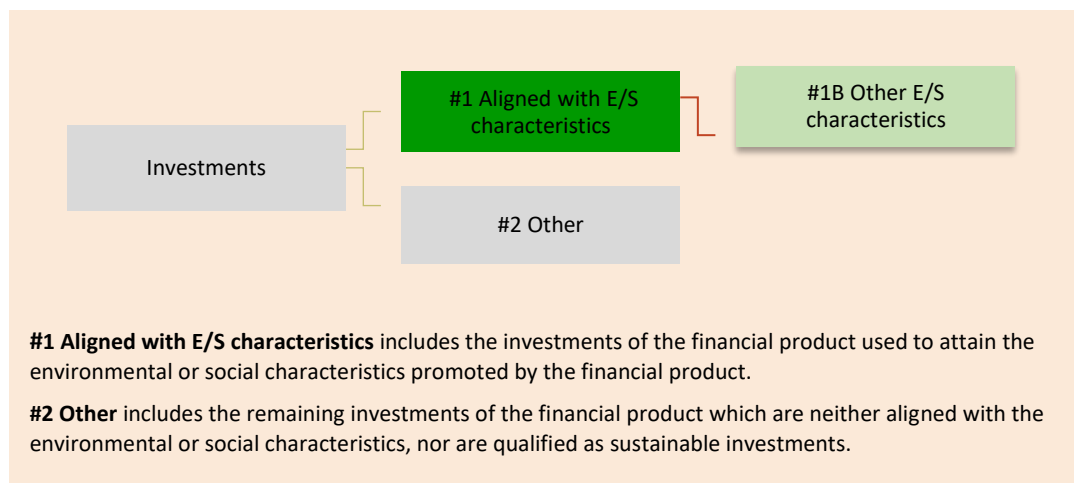 #1 Aligned with E/S
characteristics
#1B Other E/S
characteristics
Investments
#2 Other
#1 Aligned with E/S characteristics includes the investments of the financial product used to attain the
environmental or social characteristics promoted by the financial product.
#2 Other includes the remaining investments of the financial product which are neither aligned with the
environmental or social characteristics, nor are qualified as sustainable investments.